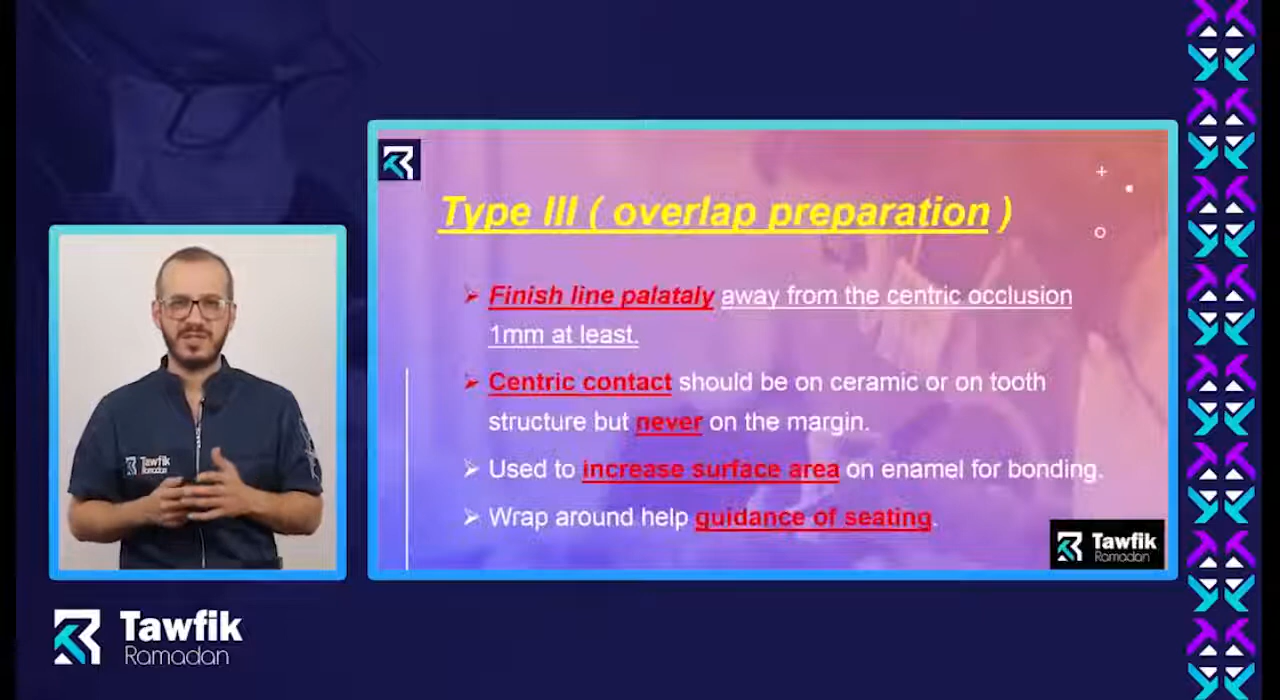 Type III ( overlap preparation )
➢ Finish line palataly away from the centric occlusion
1mm at least.
➢ Centric contact should be on ceramic or on tooth
structure but never on the margin.
➢ Used to increase surface area on enamel for bonding.
➢ Wrap around help guidance of seating.
Tawfik
Ramadan
Tawfik
Ramadan
Tawfik
Ramadan